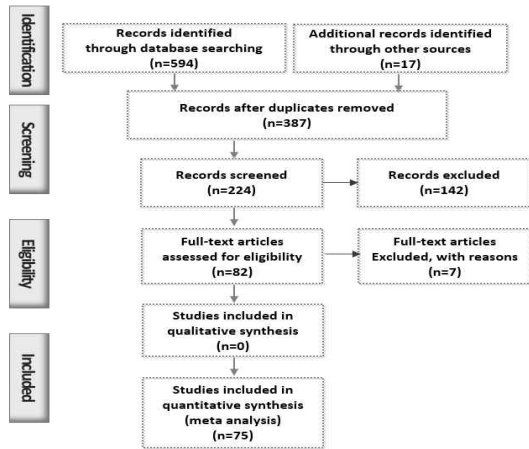 Identification
Records identified
through database searching
(n=594)
Additional records identified
through other sources
(n=17)
Records after duplicates removed
(n=387)
Screening
Records screened
(n=224)
Records excluded
(n=142)
Eligibility
Full-text articles
assessed for eligibility
(n=82)
Full-text articles
Excluded, with reasons
(n=7)
Studies included in
qualitative synthesis
(n=0)
Included
Studies included in
quantitative synthesis
(meta analysis)
(n=75)